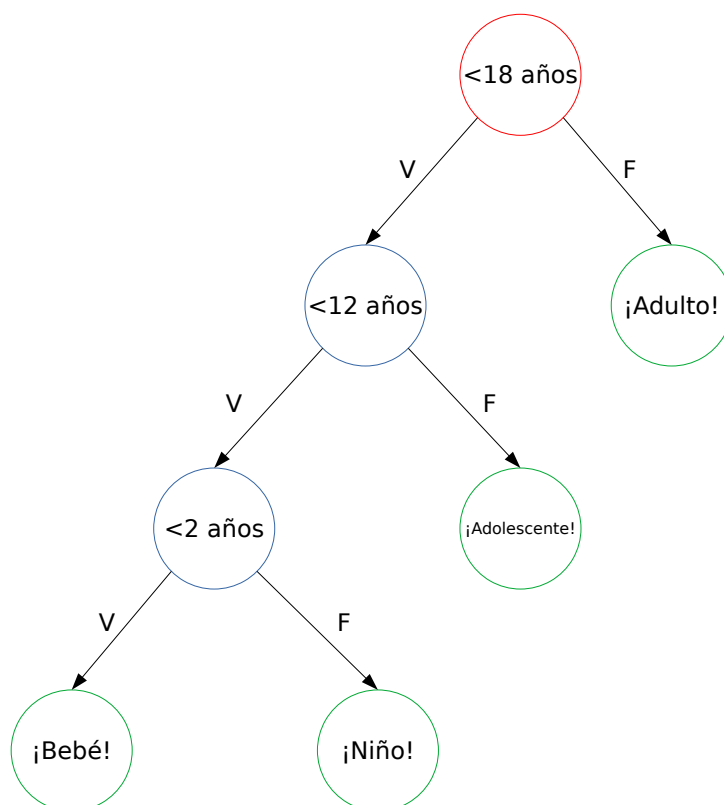 <18 años
V
F
<12 años
¡Adulto!
V
F
<2 años
¡Adolescente!
V
F
¡Bebé!
¡Niño!